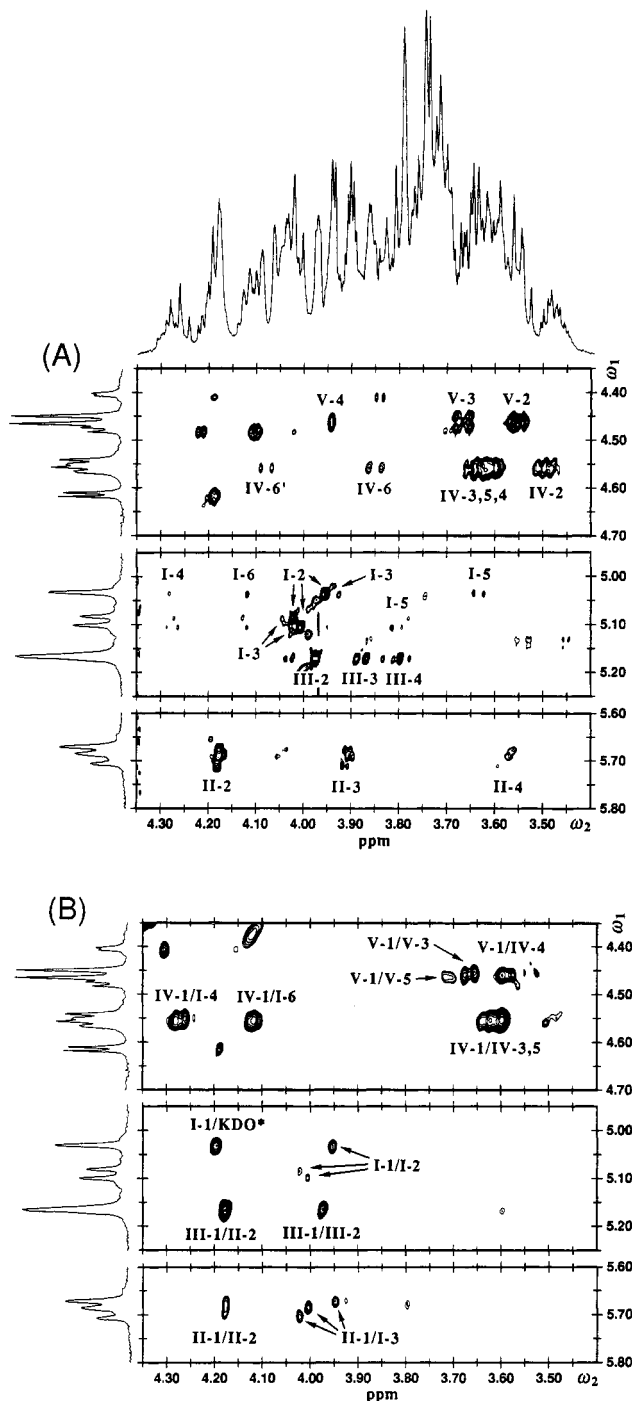 (A)
ω₁
V-4 V-3 V-2
4.40
4.50
4.60
4.70
IV-6' IV-6 IV-3,5,4 IV-2
I-4 I-6 I-2 I-3 I-5
5.00
I-5
5.10
I-3
III-2 III-3 III-4
5.20
5.60
5.70
II-2 II-3 II-4
5.80
4.30 4.20 4.10 4.00 3.90 3.80 3.70 3.60 3.50 ω₂
ppm
(B)
ω₁
V-1/V-3 V-1/IV-4
4.40
V-1/V-5
4.50
IV-1/I-4 IV-1/I-6
IV-1/IV-3,5
4.60
4.70
I-1/KDO*
5.00
I-1/I-2
5.10
III-1/II-2 III-1/III-2
5.20
5.60
5.70
II-1/II-2 II-1/I-3
5.80
4.30 4.20 4.10 4.00 3.90 3.80 3.70 3.60 3.50 ω₂
ppm